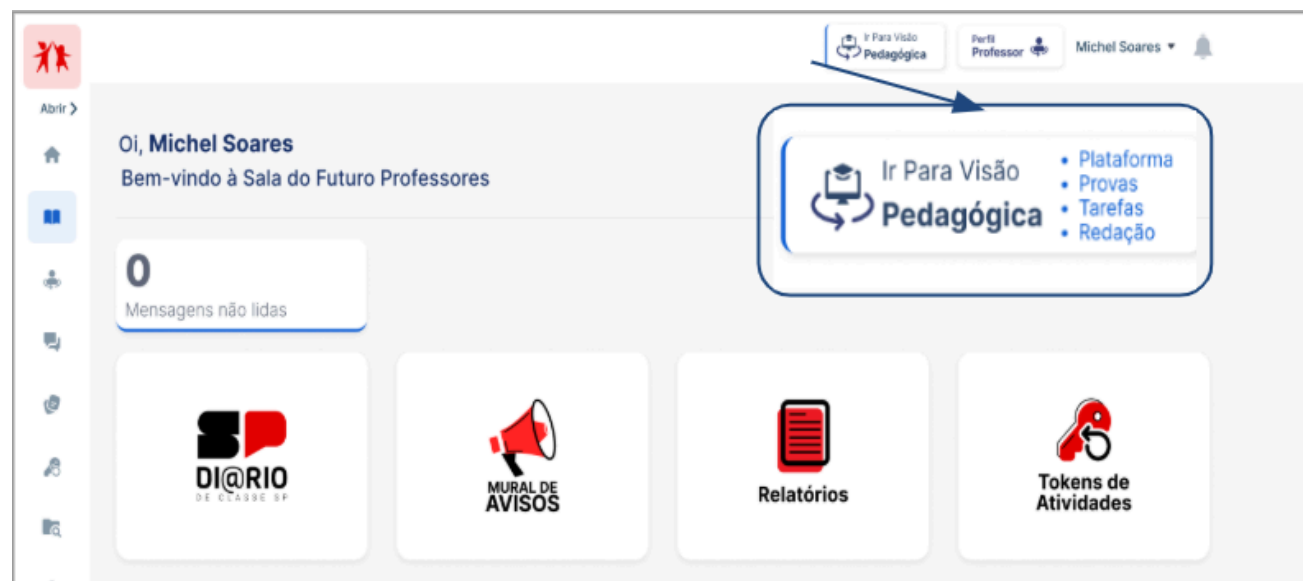 Ir Para Visão
Pedagógica
Perfil
Professor
Michel Soares
Abrir
Oi, Michel Soares
Bem-vindo à Sala do Futuro Professores
Ir Para Visão
Pedagógica
• Plataforma
• Provas
• Tarefas
• Redação
0
Mensagens não lidas
SP
DI@RIO
DE CLASSE SP
MURAL DE
AVISOS
Relatórios
Tokens de
Atividades